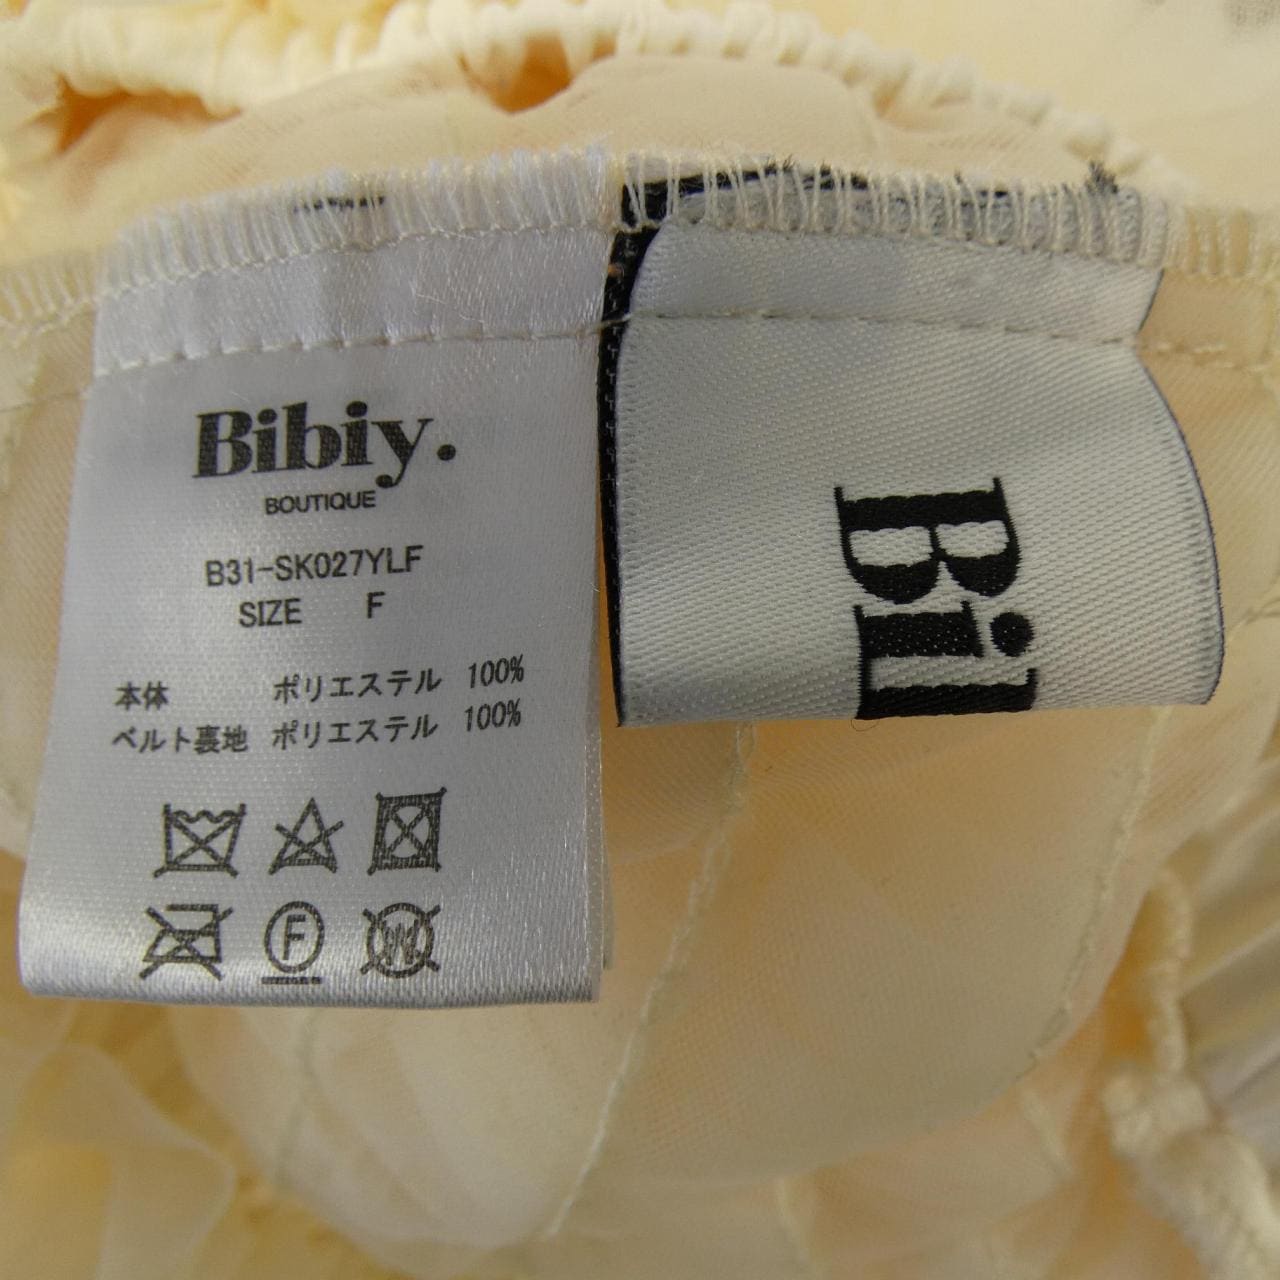 Bibiy.
BOUTIQUE
B31-SK027YLF
SIZE F
本体 ポリエステル 100%
ベルト裏地 ポリエステル 100%
F
W